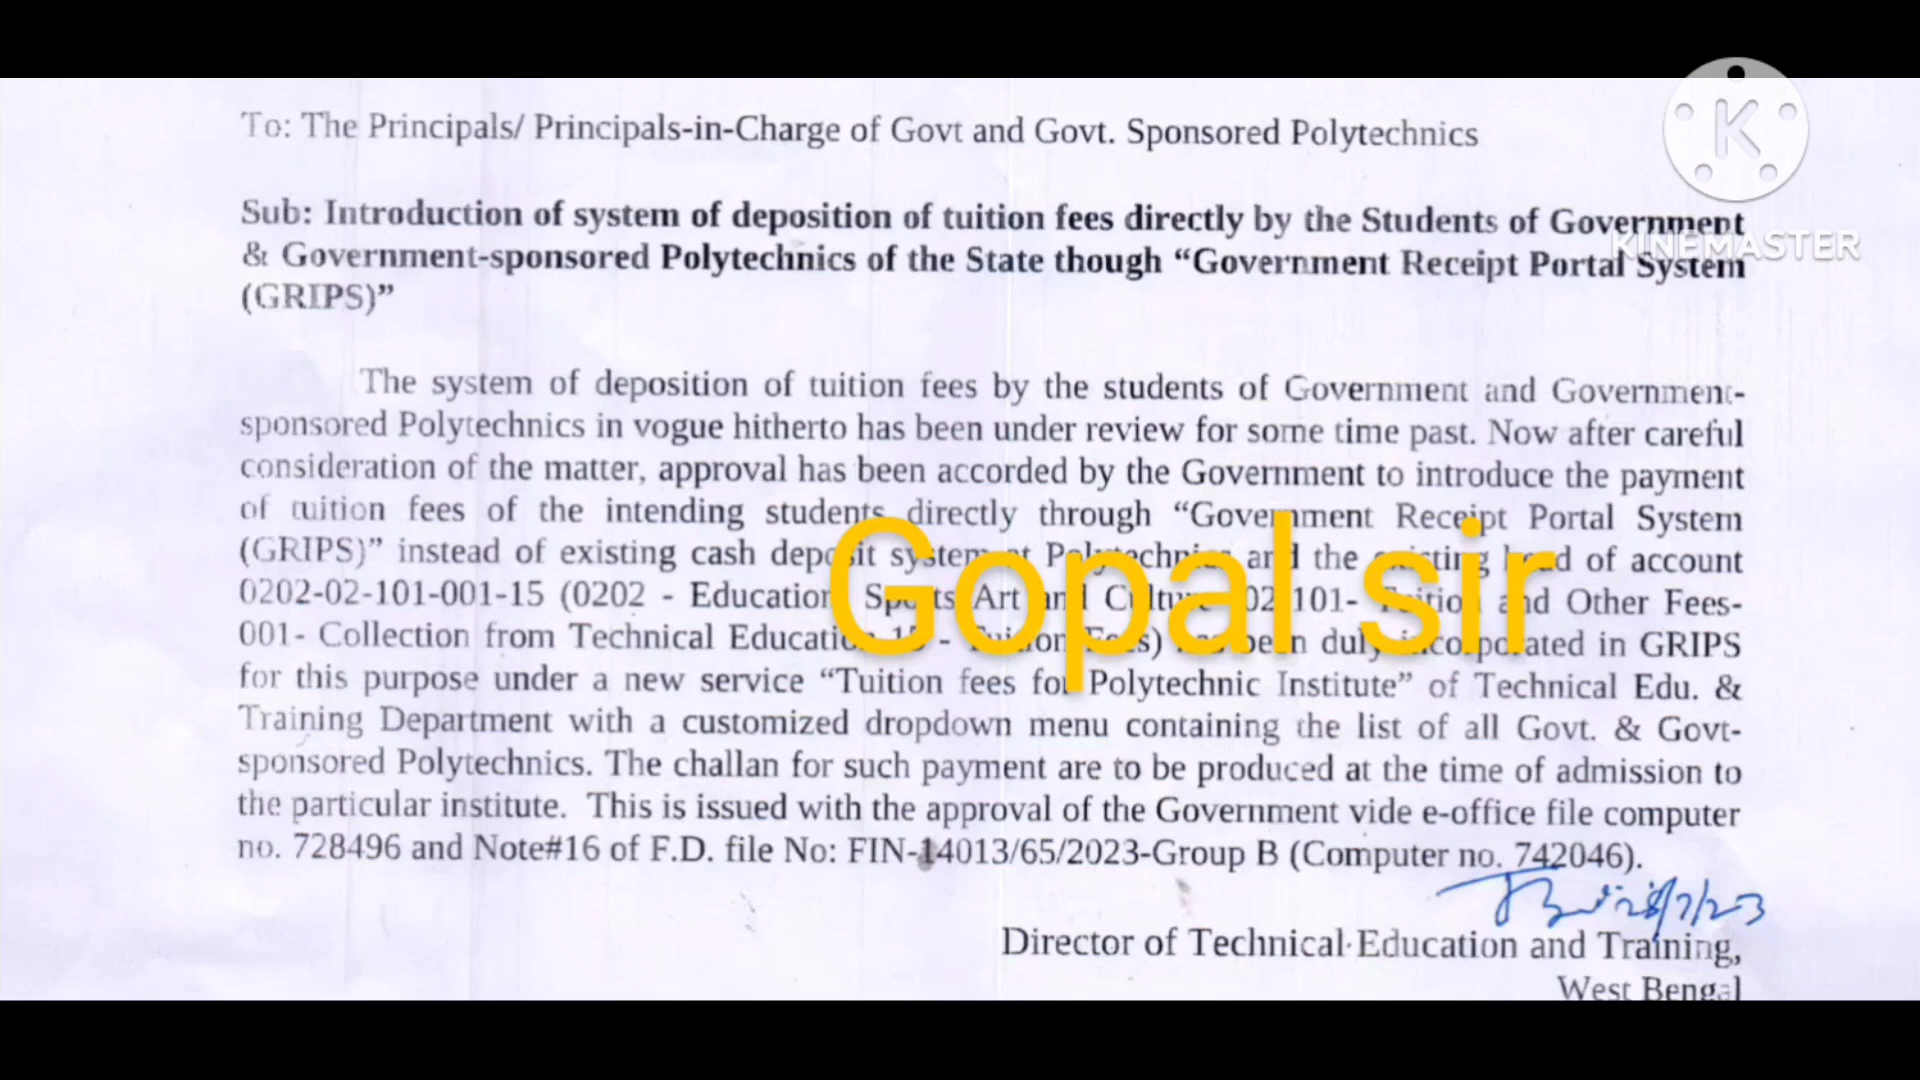 To: The Principals/ Principals-in-Charge of Govt and Govt. Sponsored Polytechnics
K
KINEMASTER
Sub: Introduction of system of deposition of tuition fees directly by the Students of Government
& Government-sponsored Polytechnics of the State though “Government Receipt Portal System
(GRIPS)”
The system of deposition of tuition fees by the students of Government and Government-
sponsored Polytechnics in vogue hitherto has been under review for some time past. Now after careful
consideration of the matter, approval has been accorded by the Government to introduce the payment
of tuition fees of the intending students directly through “Government Receipt Portal System
(GRIPS)” instead of existing cash deposit system at Polytechnics and the existing head of account
0202-02-101-001-15 (0202 - Education Sports Art and Culture 02 101- Tuition and Other Fees-
001- Collection from Technical Education 15 - Tuition Fees) has been duly incorporated in GRIPS
for this purpose under a new service “Tuition fees for Polytechnic Institute” of Technical Edu. &
Training Department with a customized dropdown menu containing the list of all Govt. & Govt-
sponsored Polytechnics. The challan for such payment are to be produced at the time of admission to
the particular institute. This is issued with the approval of the Government vide e-office file computer
no. 728496 and Note#16 of F.D. file No: FIN-14013/65/2023-Group B (Computer no. 742046).
Gopal sir
28/7/23
Director of Technical Education and Training,
West Bengal